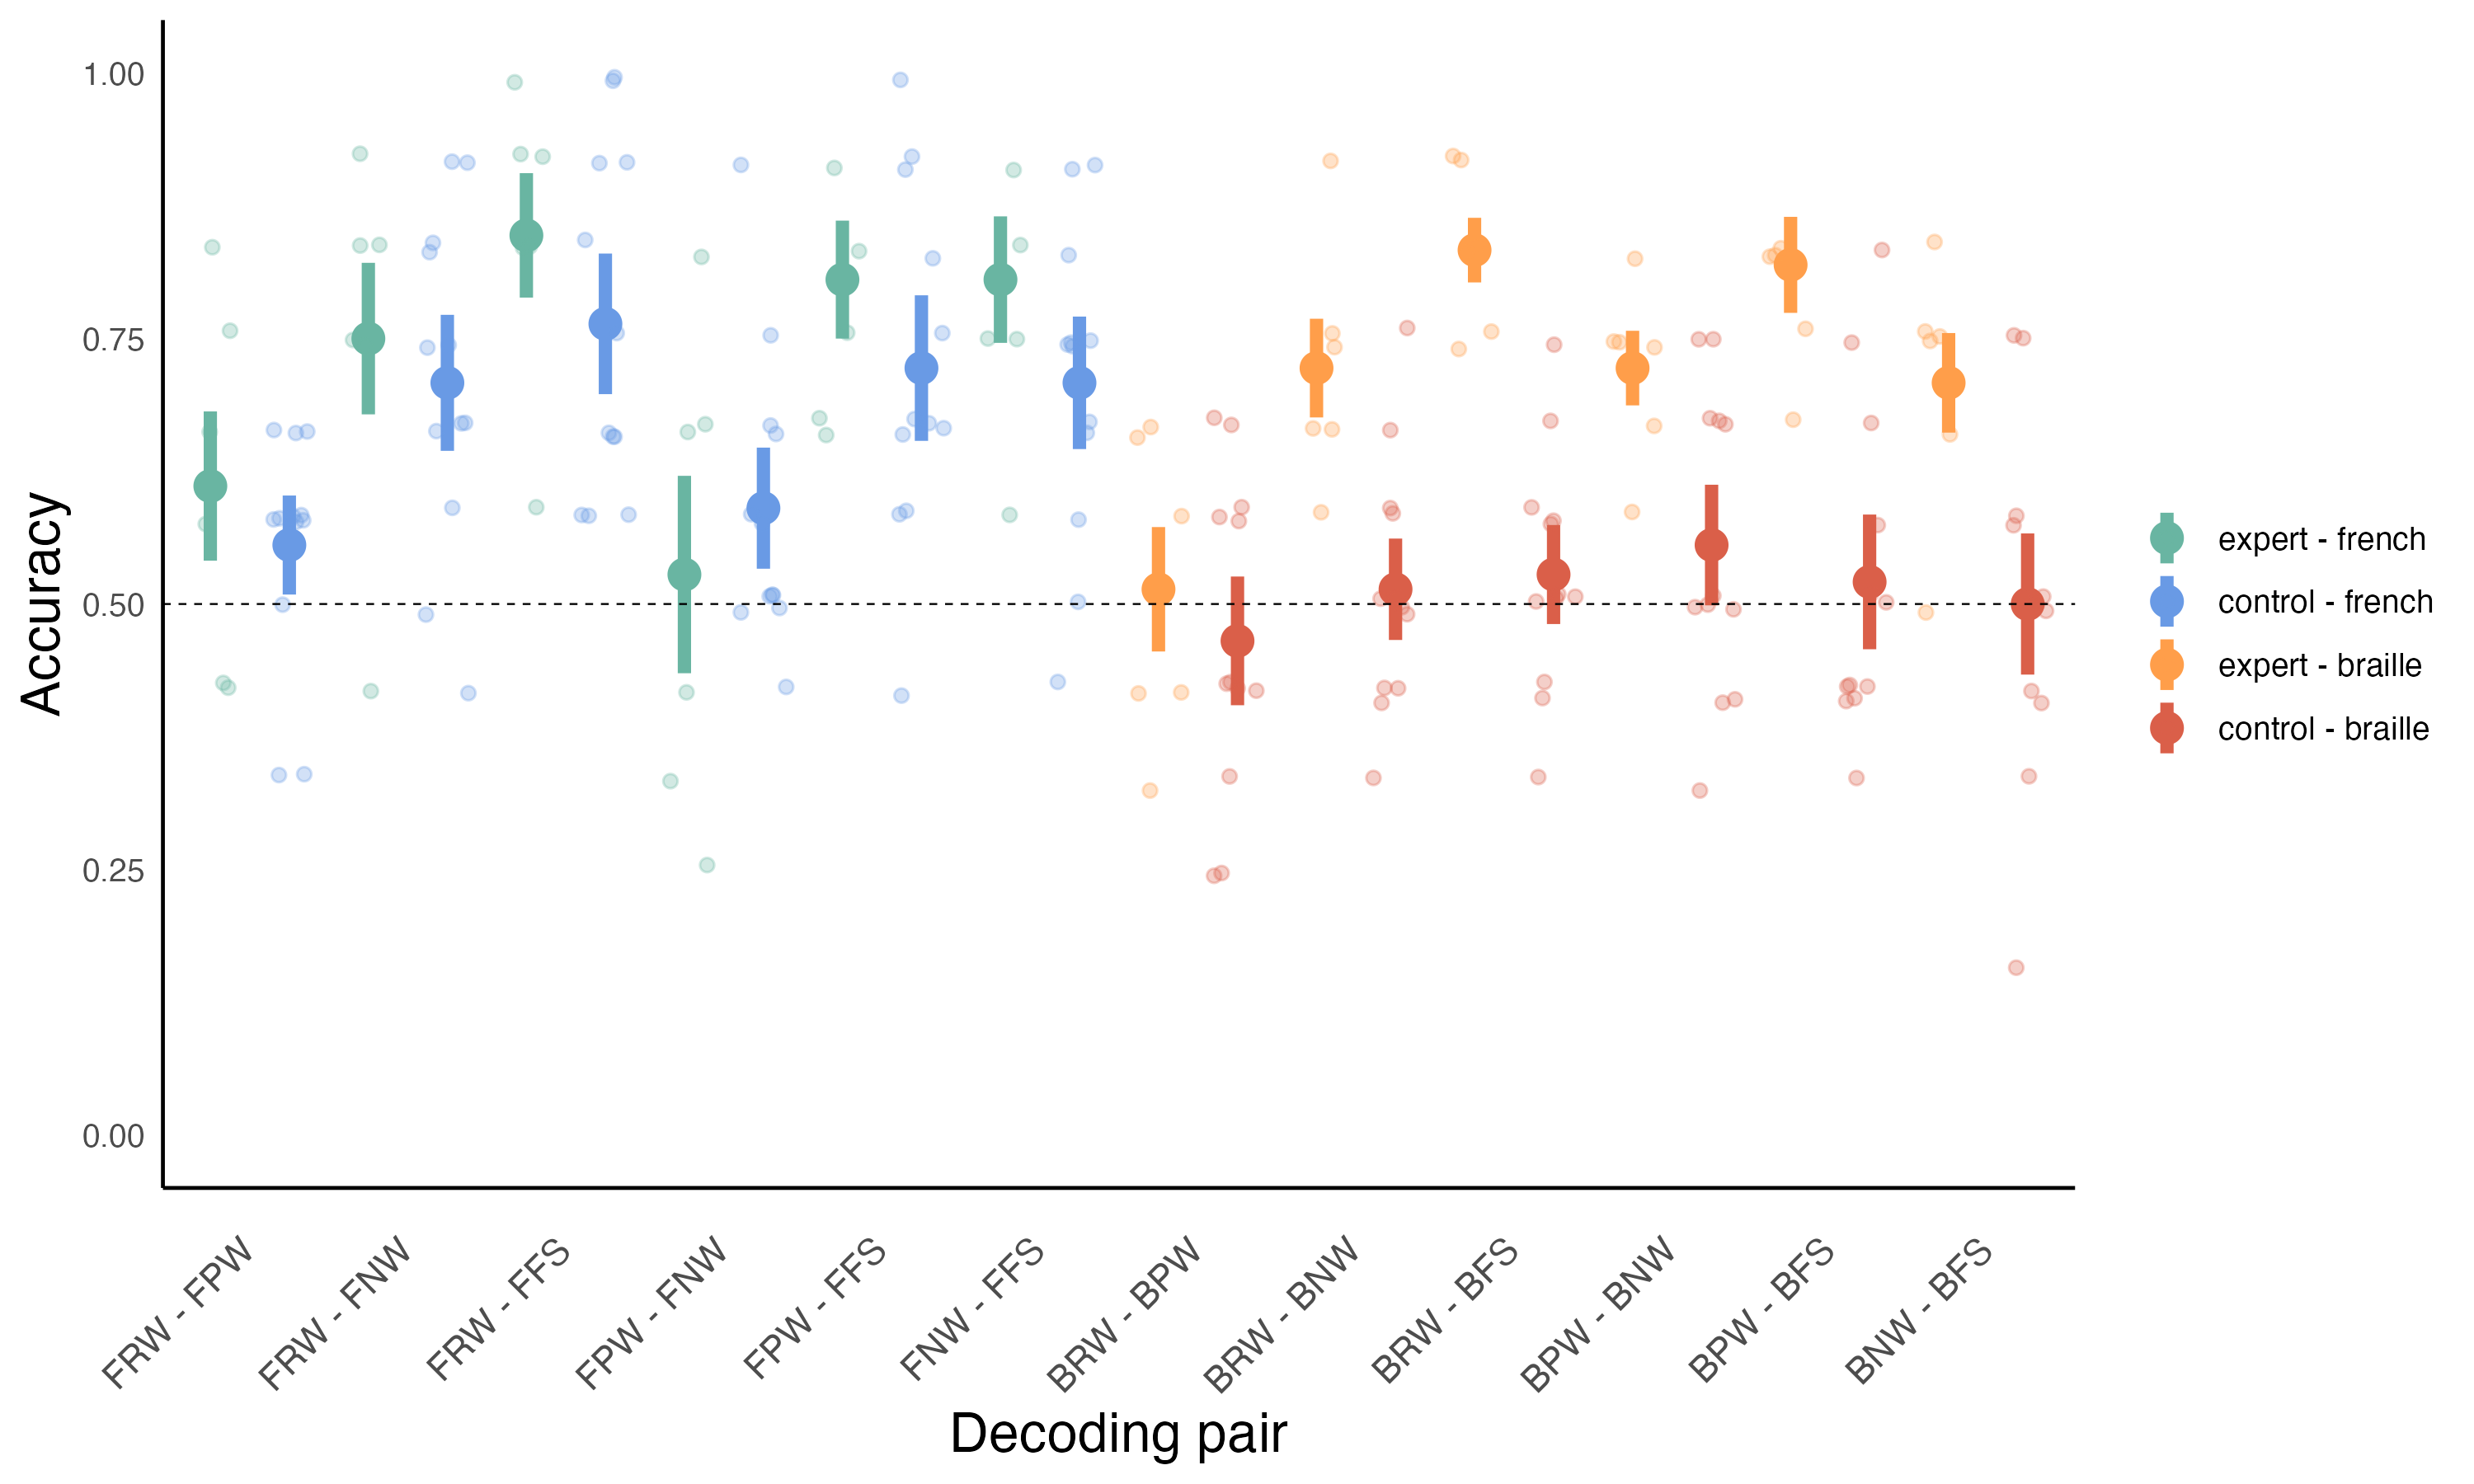 1.00
0.75
0.50
0.25
0.00
Accuracy
FRW - FPW
FRW - FNW
FRW - FFS
FPW - FNW
FPW - FFS
FNW - FFS
BRW - BPW
BRW - BNW
BRW - BFS
BPW - BNW
BPW - BFS
BNW - BFS
Decoding pair
expert - french
control - french
expert - braille
control - braille